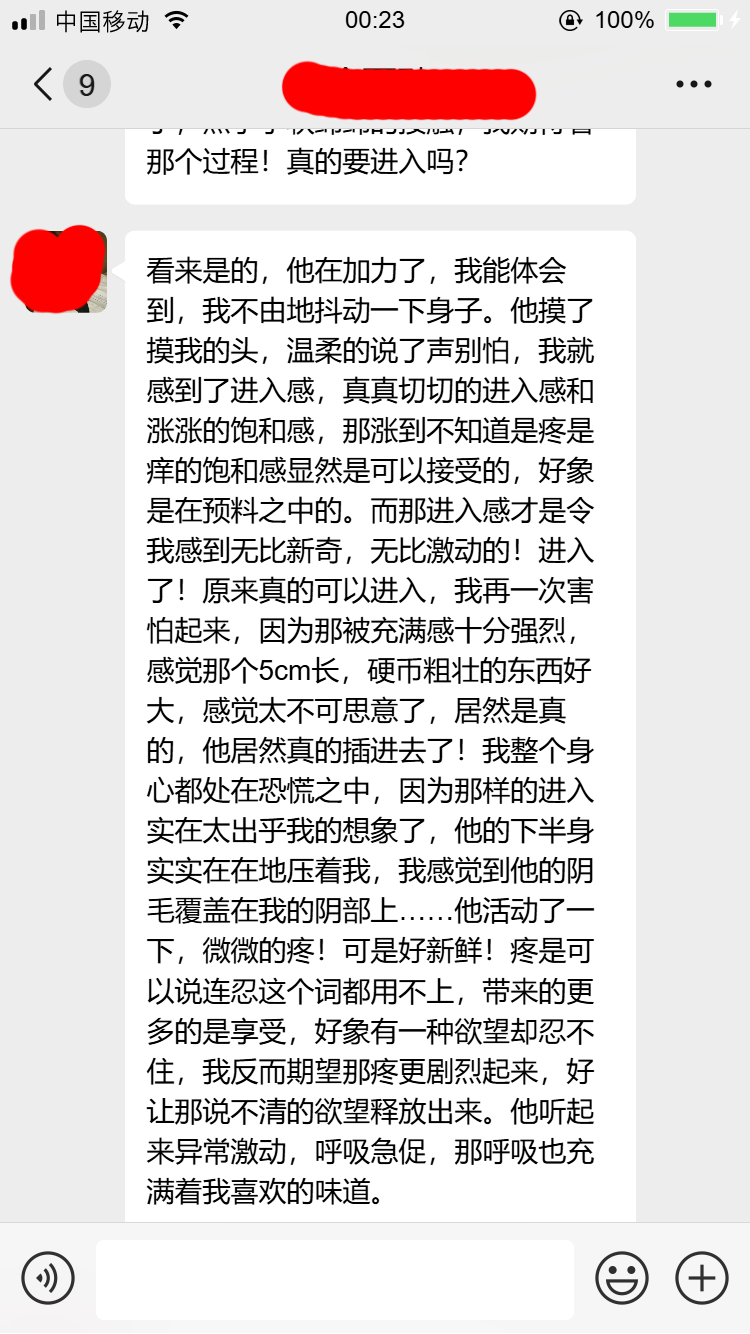 中国移动
00:23
100%
9
那个过程！真的要进入吗？
看来是的，他在加力了，我能体会
到，我不由地抖动一下身子。他摸了
摸我的头，温柔的说了声别怕，我就
感到了进入感，真真切切的进入感和
涨涨的饱和感，那涨到不知道是疼是
痒的饱和感显然是可以接受的，好象
是在预料之中的。而那进入感才是令
我感到无比新奇，无比激动的！进入
了！原来真的可以进入，我再一次害
怕起来，因为那被充满感十分强烈，
感觉那个5cm长，硬币粗壮的东西好
大，感觉太不可思意了，居然是真
的，他居然真的插进去了！我整个身
心都处在恐慌之中，因为那样的进入
实在太出乎我的想象了，他的下半身
实实在在地压着我，我感觉到他的阴
毛覆盖在我的阴部上……他活动了一
下，微微的疼！可是好新鲜！疼是可
以说连忍这个词都用不上，带来的更
多的是享受，好象有一种欲望却忍不
住，我反而期望那疼更剧烈起来，好
让那说不清的欲望释放出来。他听起
来异常激动，呼吸急促，那呼吸也充
满着我喜欢的味道。